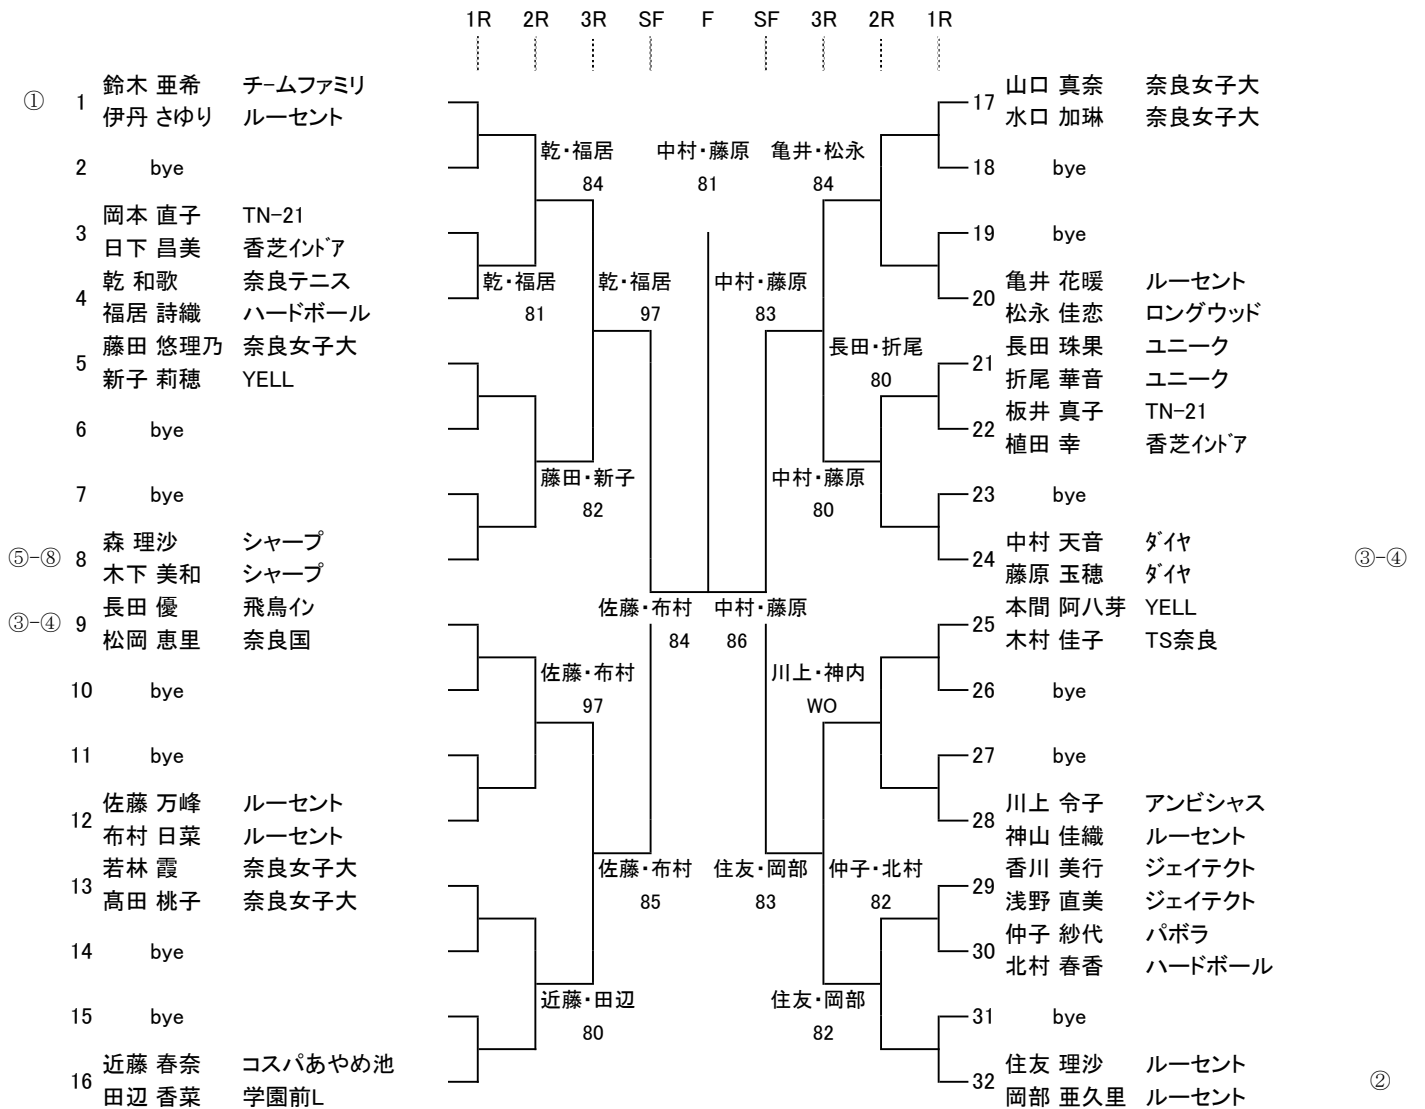 1R 2R 3R SF F SF 3R 2R 1R
① 1 鈴木 亜希 チームファミリ
伊丹 さゆり ルーセント
2 bye
3 岡本 直子 TN-21
日下 昌美 香芝インドア
4 乾 和歌 奈良テニス
福居 詩織 ハードボール
5 藤田 悠理乃 奈良女子大
新子 莉穂 YELL
6 bye
7 bye
⑤-⑧ 8 森 理沙 シャープ
木下 美和 シャープ
③-④ 9 長田 優 飛鳥イン
松岡 恵里 奈良国
10 bye
11 bye
12 佐藤 万峰 ルーセント
布村 日菜 ルーセント
13 若林 霞 奈良女子大
髙田 桃子 奈良女子大
14 bye
15 bye
16 近藤 春奈 コスパあやめ池
田辺 香菜 学園前L
乾・福居
81
乾・福居
84
藤田・新子
82
佐藤・布村
97
近藤・田辺
80
乾・福居
97
佐藤・布村
85
佐藤・布村
84
中村・藤原
81
中村・藤原
86
中村・藤原
83
住友・岡部
83
亀井・松永
84
中村・藤原
80
川上・神内
WO
住友・岡部
82
長田・折尾
80
仲子・北村
82
17 山口 真奈 奈良女子大
水口 加琳 奈良女子大
18 bye
19 bye
20 亀井 花暖 ルーセント
松永 佳恋 ロングウッド
21 長田 珠果 ユニーク
折尾 華音 ユニーク
22 板井 真子 TN-21
植田 幸 香芝インドア
23 bye
24 中村 天音 ダイヤ ③-④
藤原 玉穂 ダイヤ
25 本間 阿八芽 YELL
木村 佳子 TS奈良
26 bye
27 bye
28 川上 令子 アンビシャス
神山 佳織 ルーセント
29 香川 美行 ジェイテクト
浅野 直美 ジェイテクト
30 仲子 紗代 パボラ
北村 春香 ハードボール
31 bye
32 住友 理沙 ルーセント ②
岡部 亜久里 ルーセント